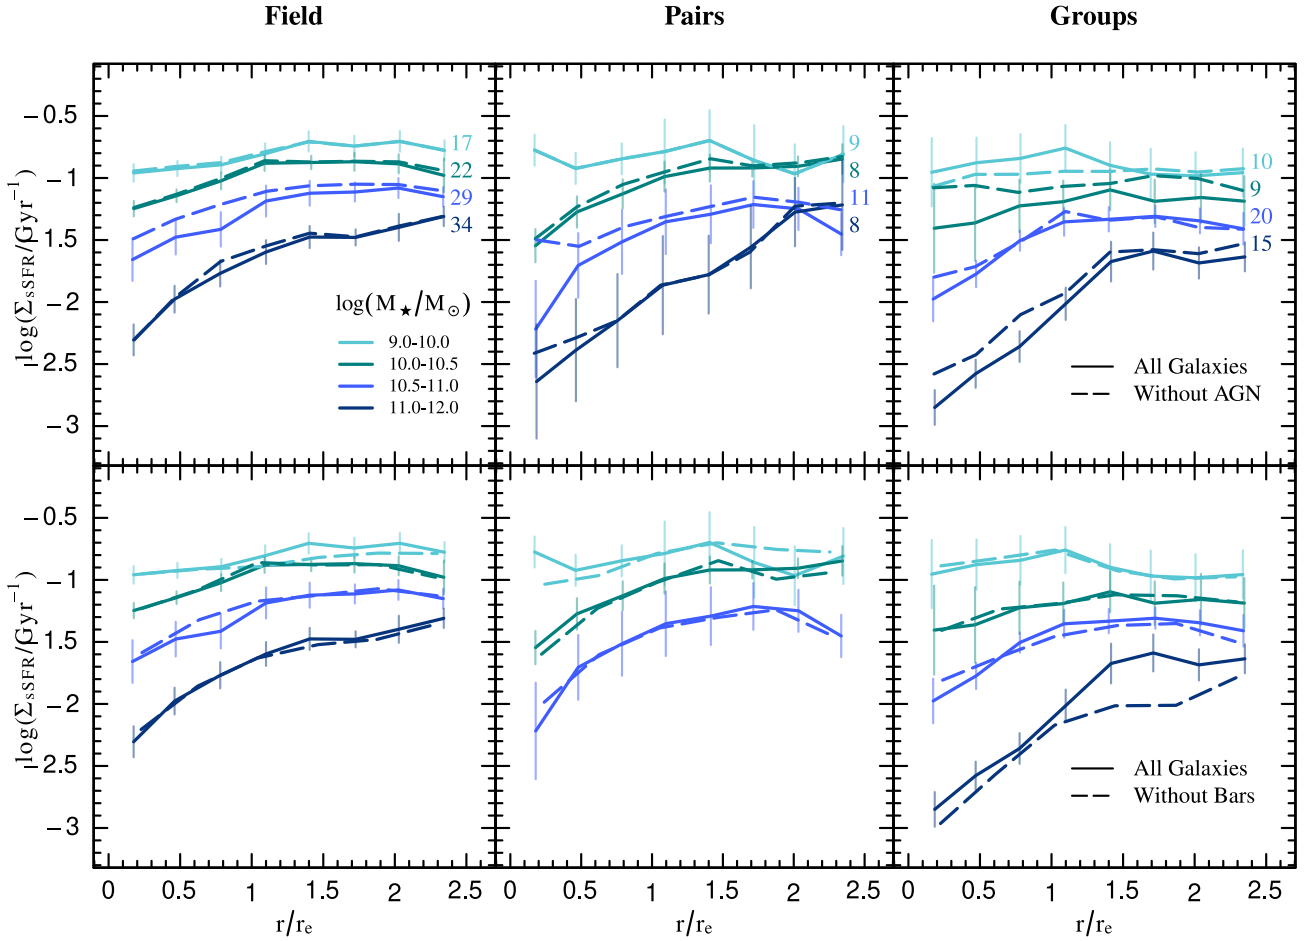 Field Pairs Groups
−0.5
−1
−1.5
−2
−2.5
−3
log(Σ_sSFR/Gyr⁻¹)
17
22
29
34
log(M★/M⊙)
9.0-10.0
10.0-10.5
10.5-11.0
11.0-12.0
9
8
11
8
10
9
20
15
All Galaxies
Without AGN
−0.5
−1
−1.5
−2
−2.5
−3
log(Σ_sSFR/Gyr⁻¹)
All Galaxies
Without Bars
0 0.5 1 1.5 2 2.5 0 0.5 1 1.5 2 2.5 0 0.5 1 1.5 2 2.5
r/rₑ r/rₑ r/rₑ